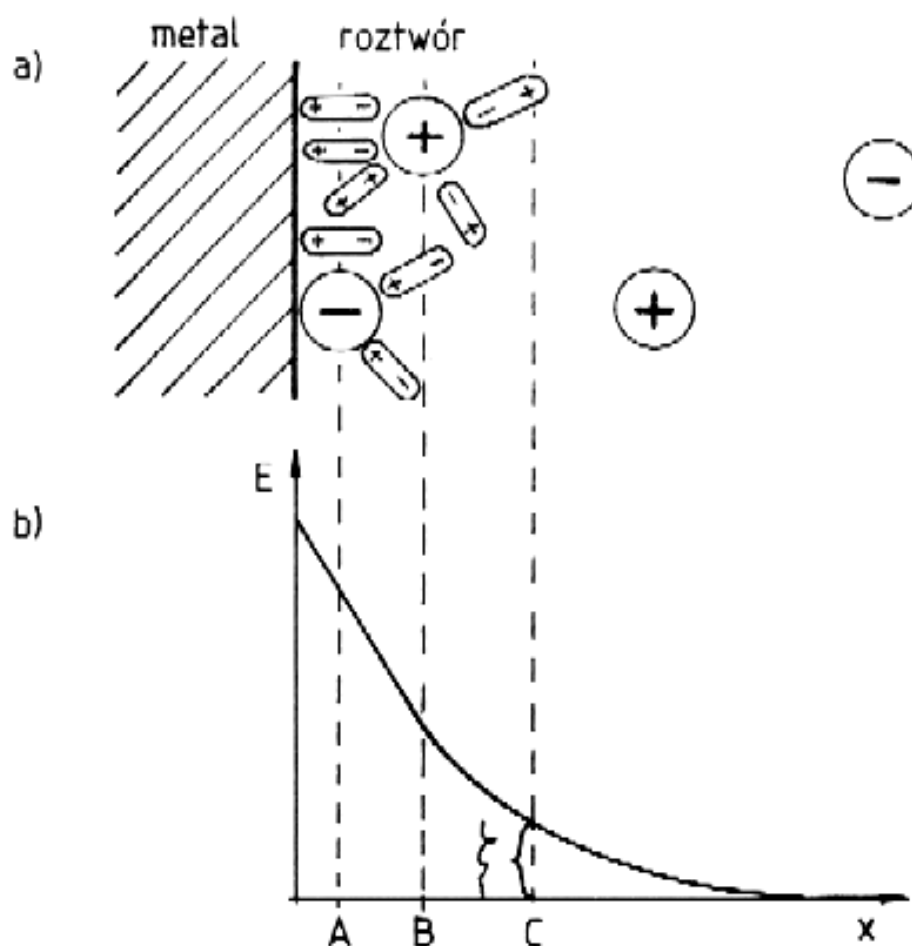 metal roztwór
a)
+ - + - +
+ - -
+ + - +
+ - + -
- +
+ -
E
b)
ξ
A B C x